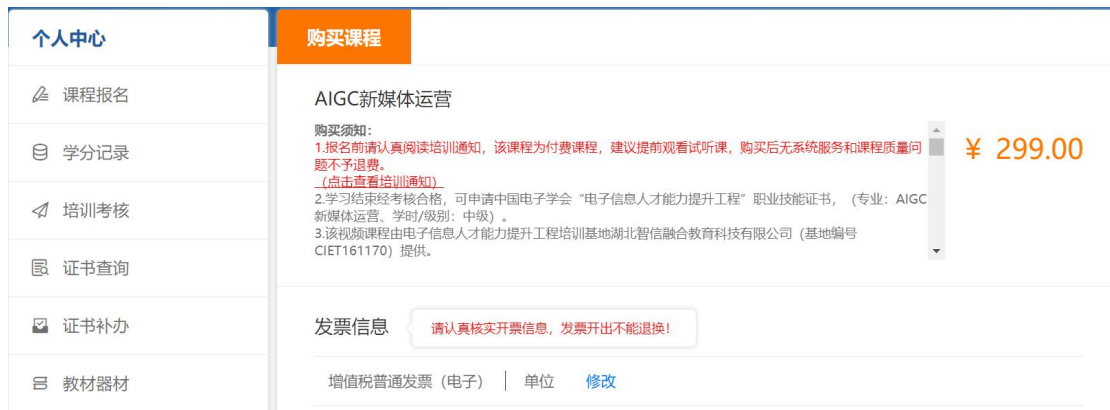 个人中心
课程报名
学分记录
培训考核
证书查询
证书补办
教材器材
购买课程
AIGC新媒体运营
购买须知：
1.报名前请认真阅读培训通知，该课程为付费课程，建议提前观看试听课，购买后无系统服务和课程质量问
题不予退费。
（点击查看培训通知）
2.学习结束经考核合格，可申请中国电子学会“电子信息人才能力提升工程”职业技能证书，（专业：AIGC
新媒体运营、学时/级别：中级）。
3.该视频课程由电子信息人才能力提升工程培训基地湖北智信融合教育科技有限公司（基地编号
CIET161170）提供。
¥ 299.00
发票信息
请认真核实开票信息，发票开出不能退换！
增值税普通发票（电子） | 单位 修改